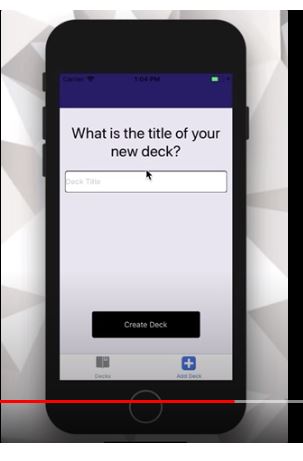 Carrier 1:04 PM
What is the title of your
new deck?
Deck Title
Create Deck
Decks Add Deck